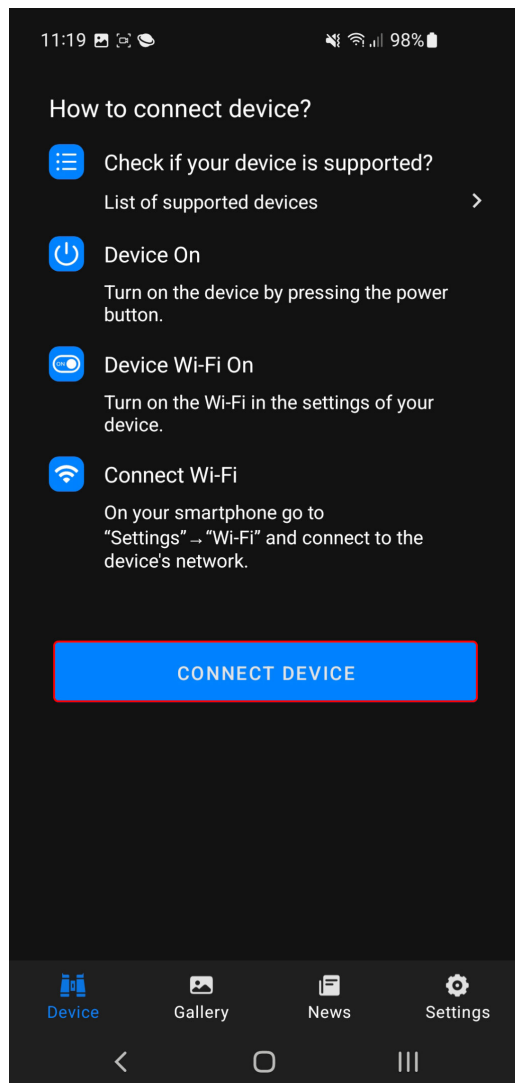 11:19 98%
How to connect device?
Check if your device is supported?
List of supported devices
Device On
Turn on the device by pressing the power
button.
ON
Device Wi-Fi On
Turn on the Wi-Fi in the settings of your
device.
Connect Wi-Fi
On your smartphone go to
“Settings”→“Wi-Fi” and connect to the
device's network.
CONNECT DEVICE
Device Gallery News Settings